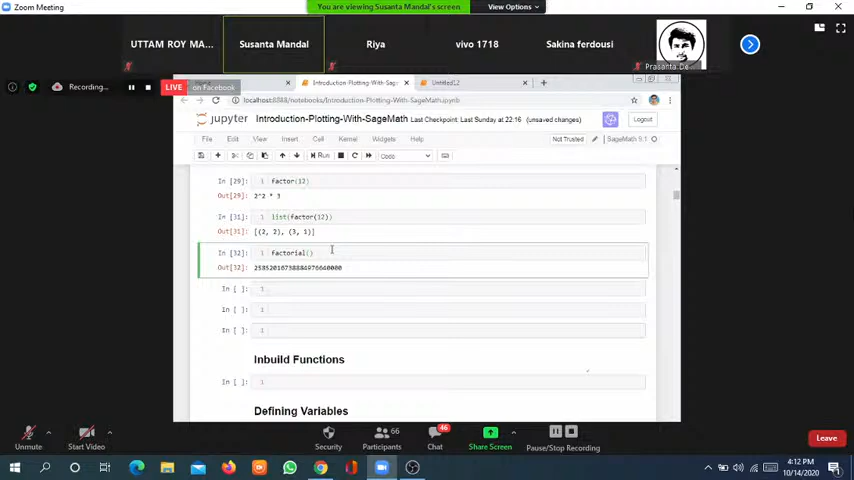 Zoom Meeting
You are viewing Susanta Mandal's screen
View Options
UTTAM ROY MA...
Susanta Mandal
Riya
vivo 1718
Sakina ferdousi
Prasanta De
Recording...
LIVE on Facebook
Introduction-Plotting-With-Sage
Untitled12
localhost:8888/notebooks/Introduction-Plotting-With-SageMath.ipynb
jupyter Introduction-Plotting-With-SageMath Last Checkpoint: Last Sunday at 22:16 (unsaved changes)
Logout
File Edit View Insert Cell Kernel Widgets Help
Not Trusted SageMath 9.1
Run Code
In [29] 1 factor(12)
Out[29]: 2^2 * 3
In [31] 1 list(factor(12))
Out[31]: [(2, 2), (3, 1)]
In [32] 1 factorial()
Out[32]:
In [ ]: 1
In [ ]: 1
In [ ]: 1
Inbuild Functions
In [ ]: 1
Defining Variables
Unmute
Start Video
Security
66
Participants
46
Chat
Share Screen
Pause/Stop Recording
Leave
4:12 PM
10/14/2020